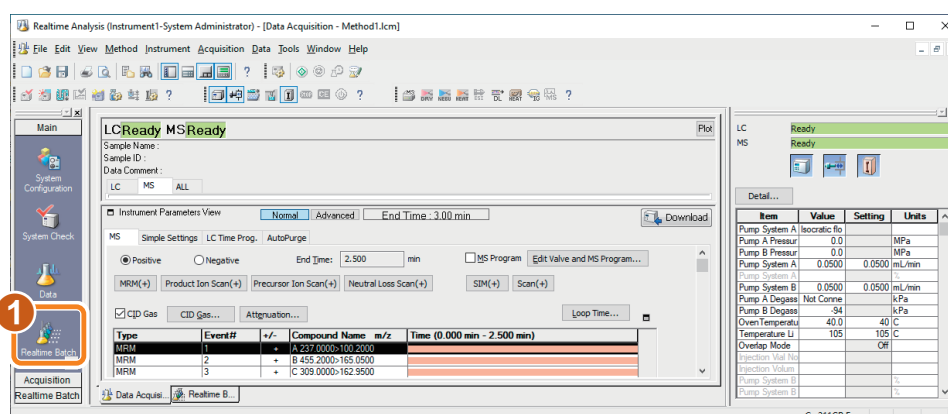 Realtime Analysis (Instrument1-System Administrator) - [Data Acquisition - Method1.lcm]
File Edit View Method Instrument Acquisition Data Tools Window Help
Main
System Configuration
System Check
Data
1
Realtime Batch
Acquisition
Realtime Batch
LC Ready MS Ready
Plot
Sample Name :
Sample ID :
Data Comment :
LC MS ALL
Instrument Parameters View Normal Advanced End Time : 3.00 min Download
MS Simple Settings LC Time Prog. AutoPurge
Positive Negative End Time: 2.500 min MS Program Edit Valve and MS Program...
MRM(+) Product Ion Scan(+) Precursor Ion Scan(+) Neutral Loss Scan(+) SIM(+) Scan(+)
CID Gas CID Gas... Attenuation... Loop Time...
Type Event# +/- Compound Name m/z Time (0.000 min - 2.500 min)
MRM 1 + A 237.0000>100.2000
MRM 2 + B 455.2000>165.0500
MRM 3 + C 309.0000>162.9500
Data Acquisi... Realtime B...
LC Ready
MS Ready
Detail...
Item Value Setting Units
Pump System A Isocratic flo
Pump A Pressur 0.0 MPa
Pump B Pressur 0.0 MPa
Pump System A 0.0500 0.0500 mL/min
Pump System A %
Pump System B 0.0500 0.0500 mL/min
Pump A Degass Not Conne kPa
Pump B Degass -94 kPa
Oven Temperatu 40.0 40 C
Temperature Li 105 105 C
Overlap Mode Off
Injection Vial No
Injection Volum
Pump System B %
Pump System B %